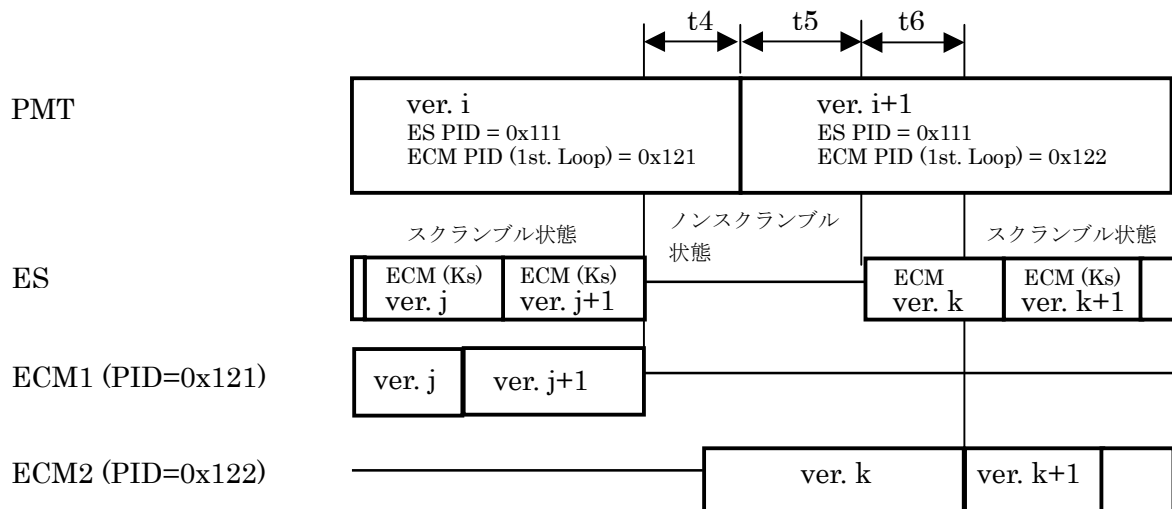 t4 t5 t6
PMT
ver. i
ES PID = 0x111
ECM PID (1st. Loop) = 0x121
ver. i+1
ES PID = 0x111
ECM PID (1st. Loop) = 0x122
スクランブル状態
ノンスクランブル
状態
スクランブル状態
ES
ECM (Ks)
ver. j
ECM (Ks)
ver. j+1
ECM
ver. k
ECM (Ks)
ver. k+1
ECM1 (PID=0x121)
ver. j
ver. j+1
ECM2 (PID=0x122)
ver. k
ver. k+1